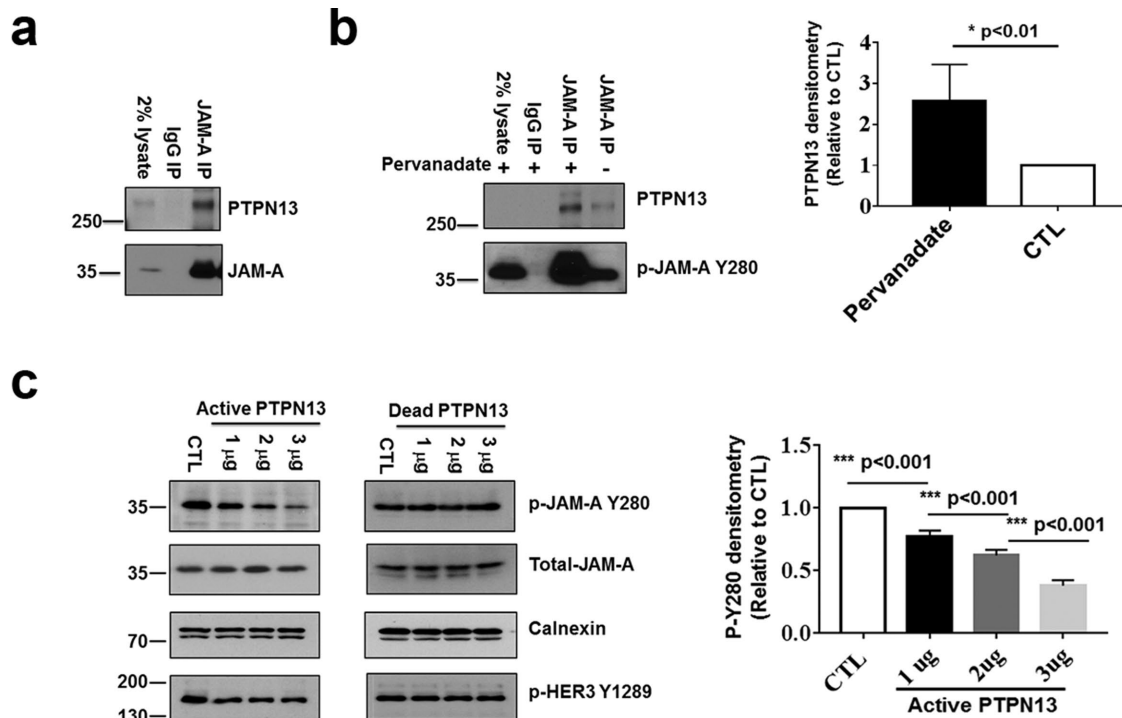 a
2% lysate
IgG IP
JAM-A IP
PTPN13
250
JAM-A
35
b
2% lysate
IgG IP
JAM-A IP
JAM-A IP
Pervanadate + + + -
PTPN13
250
p-JAM-A Y280
35
* p<0.01
PTPN13 densitometry
(Relative to CTL)
4
3
2
1
0
Pervanadate
CTL
c
Active PTPN13
CTL
1 µg
2 µg
3 µg
Dead PTPN13
CTL
1 µg
2 µg
3 µg
35
p-JAM-A Y280
35
Total-JAM-A
70
Calnexin
200
130
p-HER3 Y1289
P-Y280 densitometry
(Relative to CTL)
1.5
1.0
0.5
0.0
*** p<0.001
*** p<0.001
*** p<0.001
CTL
1 ug
2ug
3ug
Active PTPN13